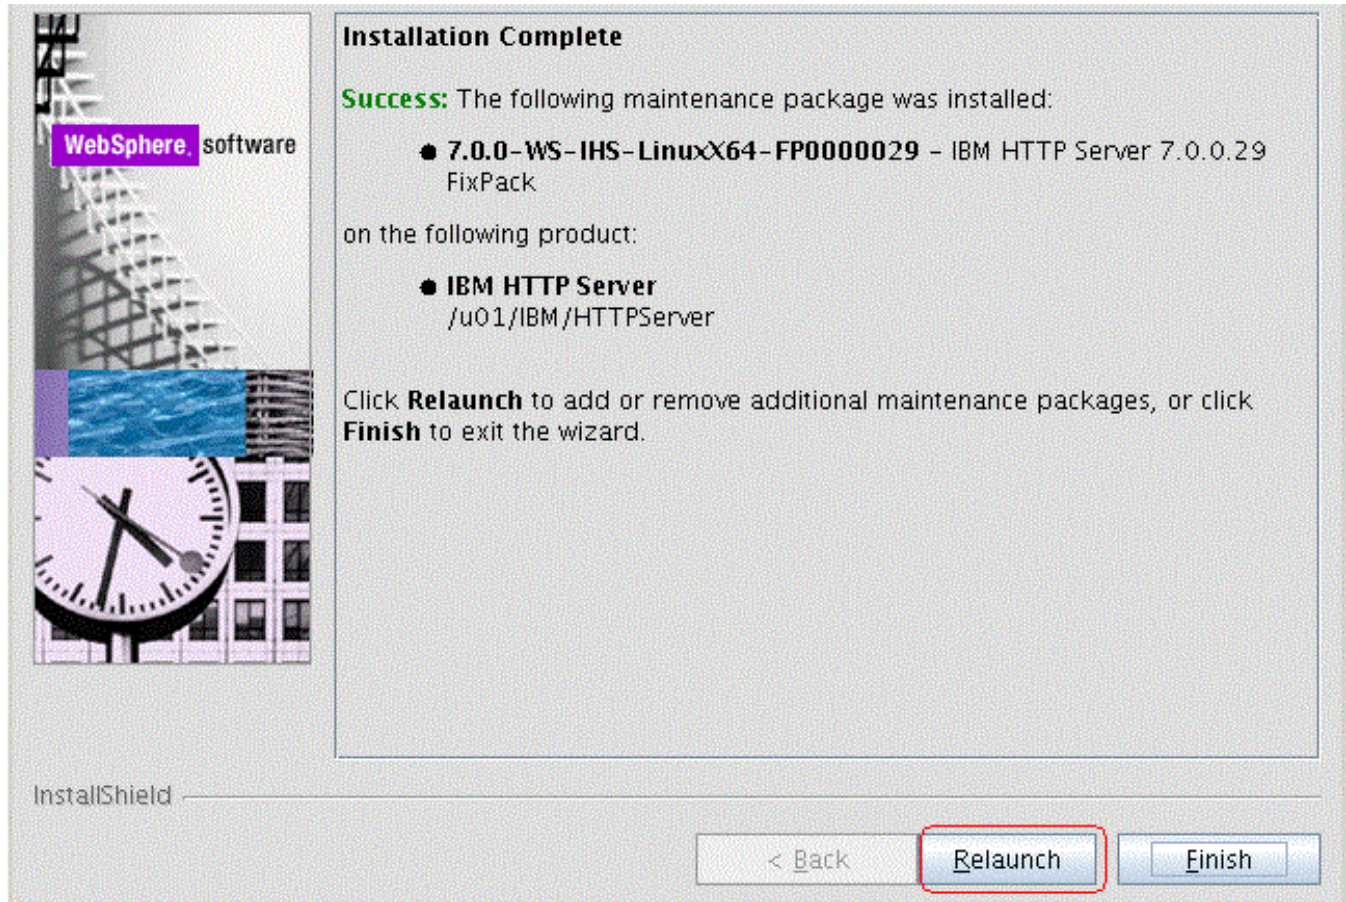 Installation Complete
Success: The following maintenance package was installed:
WebSphere. software
● 7.0.0-WS-IHS-LinuxX64-FP0000029 - IBM HTTP Server 7.0.0.29
FixPack
on the following product:
● IBM HTTP Server
/u01/IBM/HTTPServer
Click Relaunch to add or remove additional maintenance packages, or click
Finish to exit the wizard.
InstallShield
< Back
Relaunch
Finish